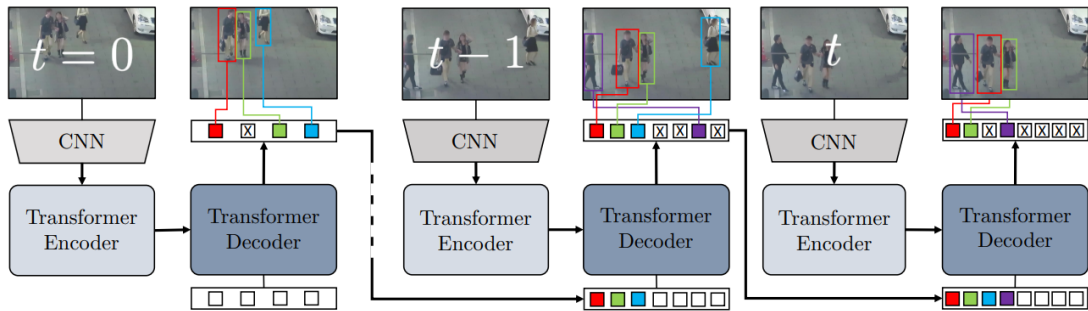 t = 0
t − 1
t
CNN
CNN
CNN
X
X X X
X X X X X
Transformer
Encoder
Transformer
Decoder
Transformer
Encoder
Transformer
Decoder
Transformer
Encoder
Transformer
Decoder